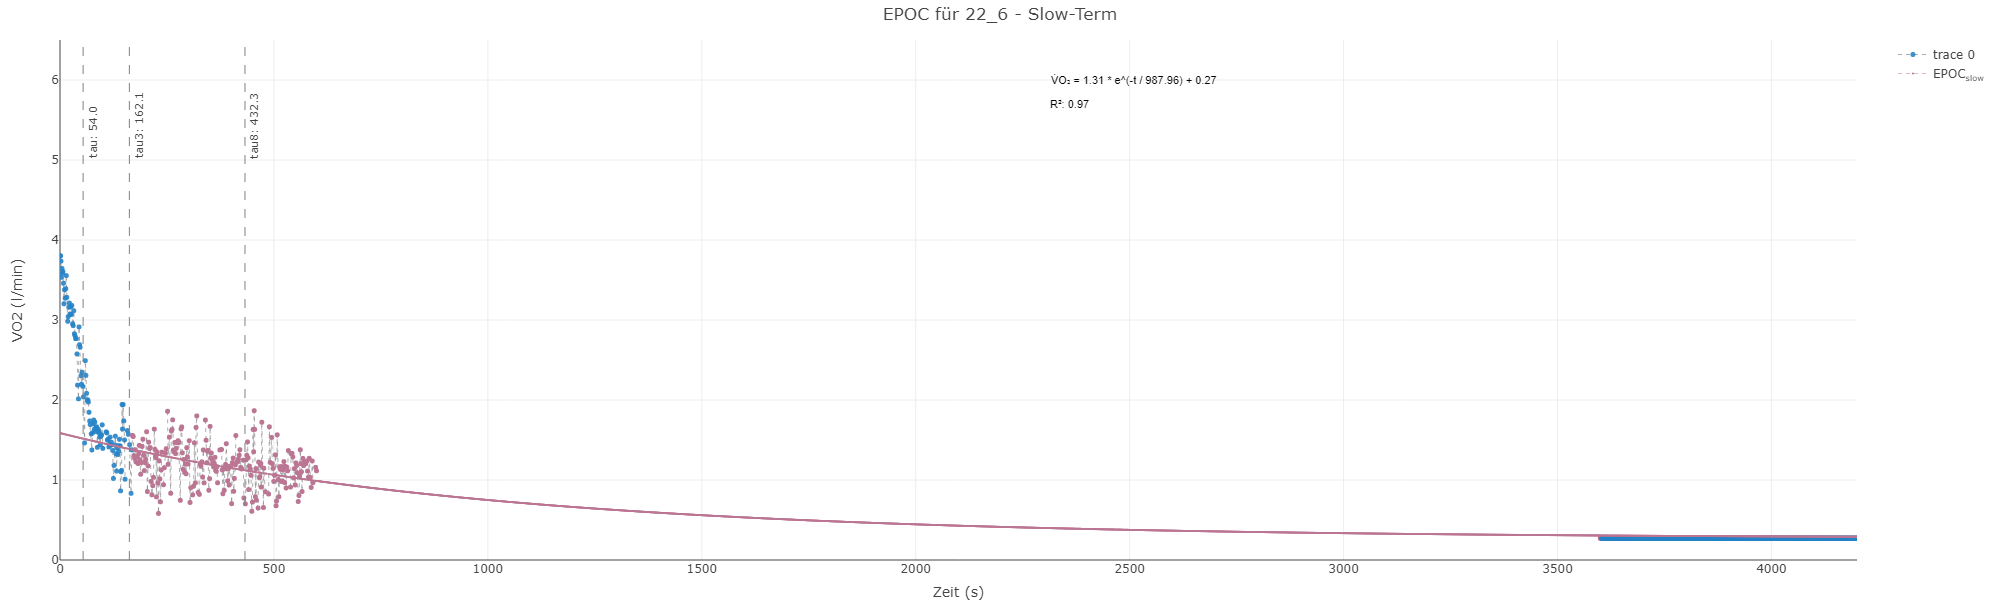 EPOC für 22_6 - Slow-Term
trace 0
EPOCslow
V̇O₂ = 1.31 * e^(-t / 987.96) + 0.27
R²: 0.97
tau: 54.0
tau3: 162.1
tau8: 432.3
VO2 (l/min)
6
5
4
3
2
1
0
0
500
1000
1500
2000
2500
3000
3500
4000
Zeit (s)